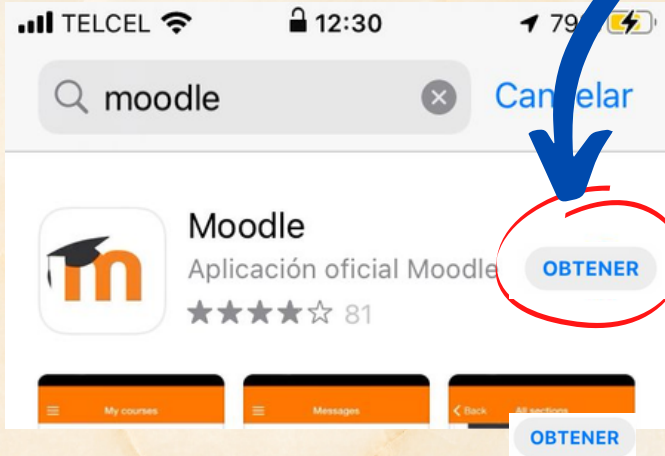 TELCEL 12:30 79%
moodle Cancelar
Moodle
Aplicación oficial Moodle
OBTENER
81
My courses Messages Back All sections
OBTENER